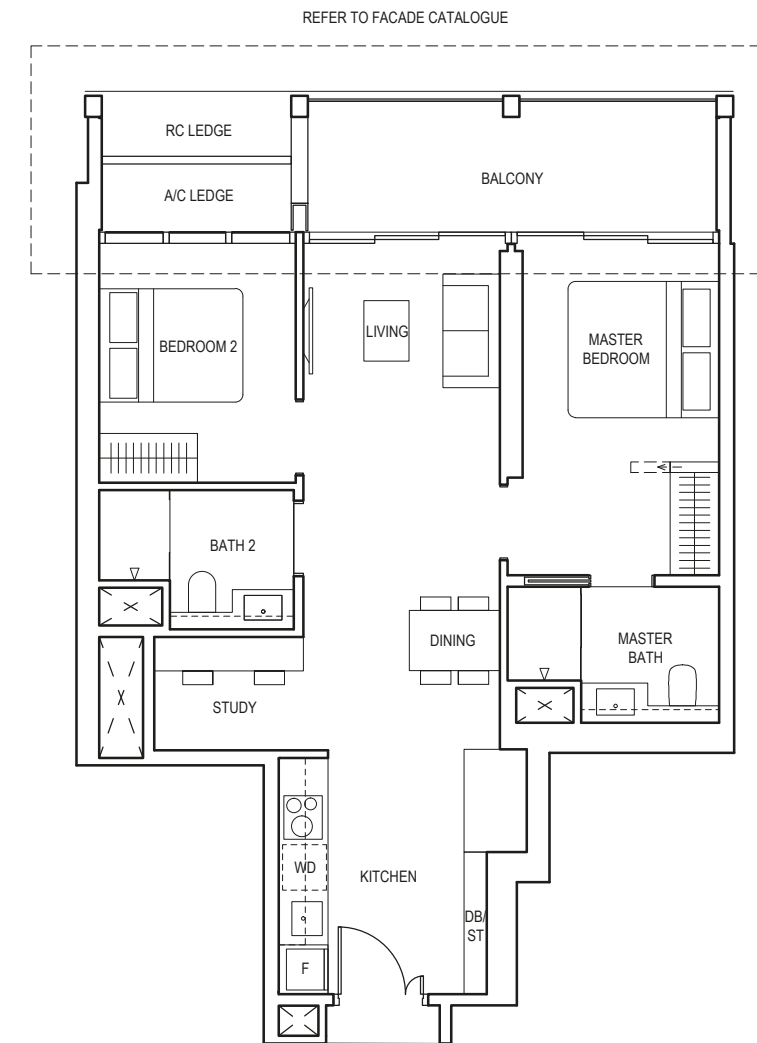 REFER TO FACADE CATALOGUE
RC LEDGE
A/C LEDGE
BALCONY
BEDROOM 2
LIVING
MASTER
BEDROOM
BATH 2
DINING
MASTER
BATH
STUDY
WD
KITCHEN
DB/
ST
F